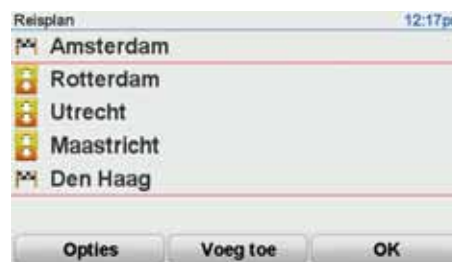 Reisplan 12:17p
Amsterdam
Rotterdam
Utrecht
Maastricht
Den Haag
Opties Voeg toe OK